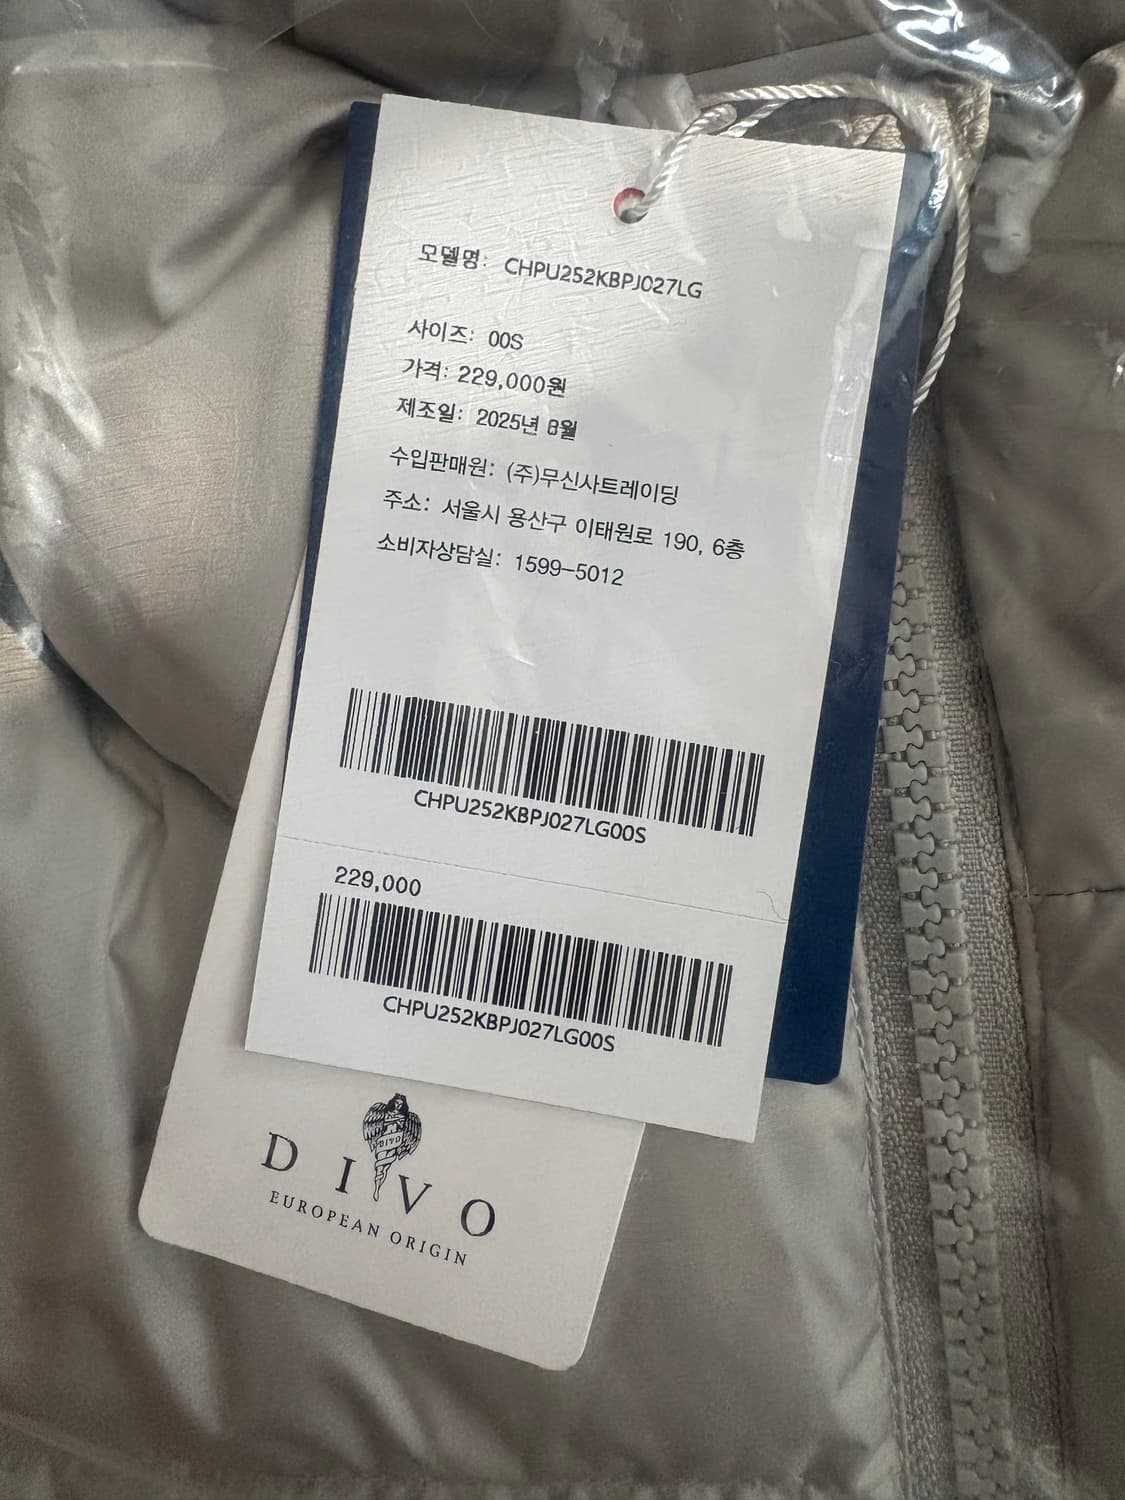 모델명: CHPU252KBPJ027LG
사이즈: 00S
가격: 229,000원
제조일: 2025년 8월
수입판매원: (주)무신사트레이딩
주소: 서울시 용산구 이태원로 190, 6층
소비자상담실: 1599-5012
CHPU252KBPJ027LG00S
229,000
CHPU252KBPJ027LG00S
DIVO
DIVO
EUROPEAN ORIGIN